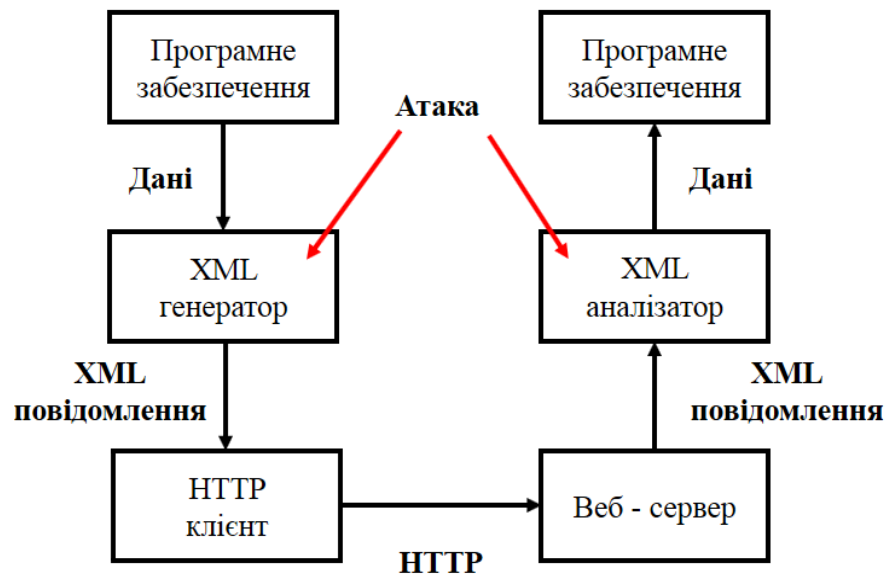 Програмне
забезпечення
Програмне
забезпечення
Атака
Дані
Дані
XML
генератор
XML
аналізатор
XML
повідомлення
XML
повідомлення
HTTP
клієнт
Веб - сервер
HTTP